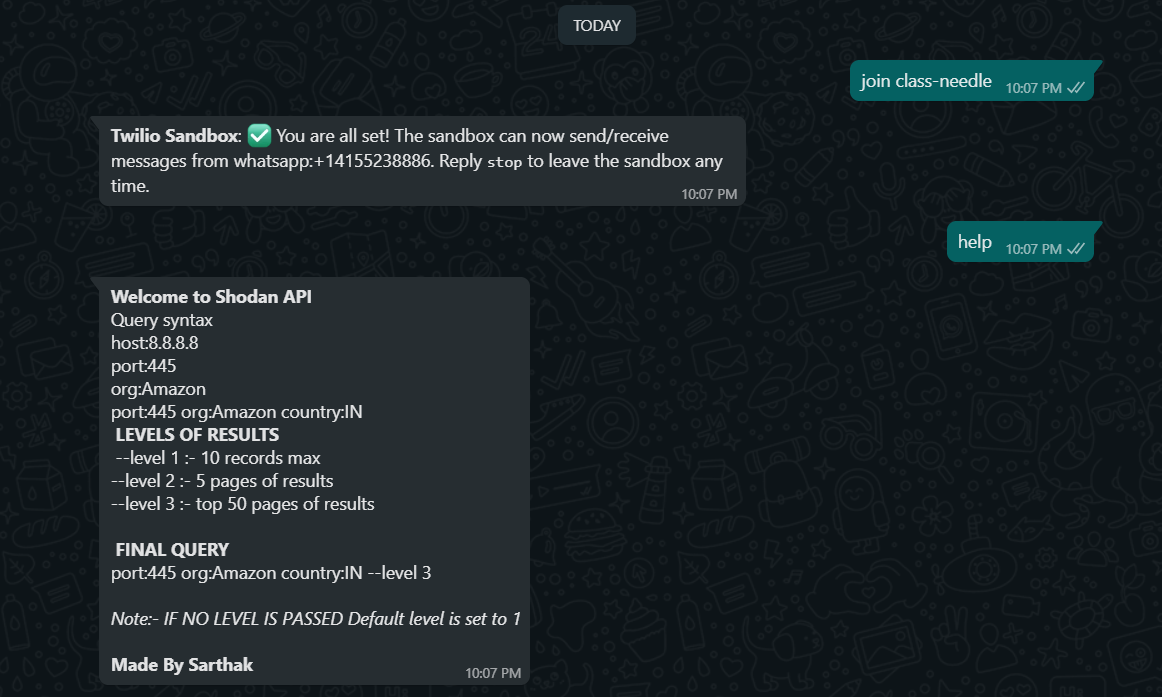 TODAY
join class-needle 10:07 PM
Twilio Sandbox: ✅ You are all set! The sandbox can now send/receive
messages from whatsapp:+14155238886. Reply stop to leave the sandbox any
time.
10:07 PM
help 10:07 PM
Welcome to Shodan API
Query syntax
host:8.8.8.8
port:445
org:Amazon
port:445 org:Amazon country:IN
LEVELS OF RESULTS
--level 1 :- 10 records max
--level 2 :- 5 pages of results
--level 3 :- top 50 pages of results
FINAL QUERY
port:445 org:Amazon country:IN --level 3
Note:- IF NO LEVEL IS PASSED Default level is set to 1
Made By Sarthak
10:07 PM